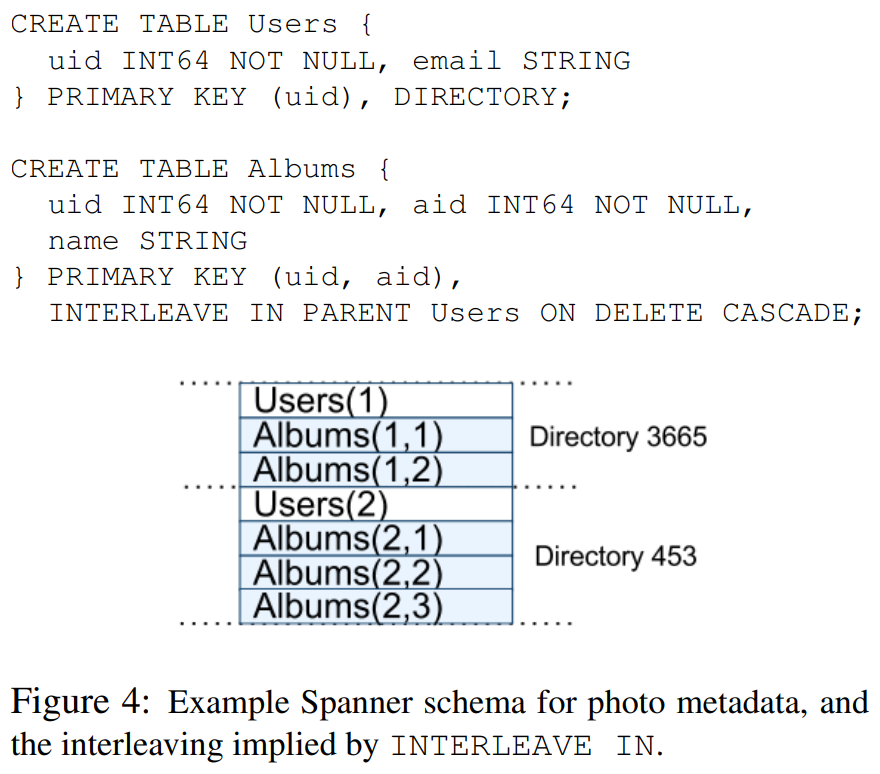 CREATE TABLE Users {
uid INT64 NOT NULL, email STRING
} PRIMARY KEY (uid), DIRECTORY;
CREATE TABLE Albums {
uid INT64 NOT NULL, aid INT64 NOT NULL,
name STRING
} PRIMARY KEY (uid, aid),
INTERLEAVE IN PARENT Users ON DELETE CASCADE;
Users(1)
Albums(1,1)
Directory 3665
Albums(1,2)
Users(2)
Albums(2,1)
Directory 453
Albums(2,2)
Albums(2,3)
Figure 4: Example Spanner schema for photo metadata, and
the interleaving implied by INTERLEAVE IN.